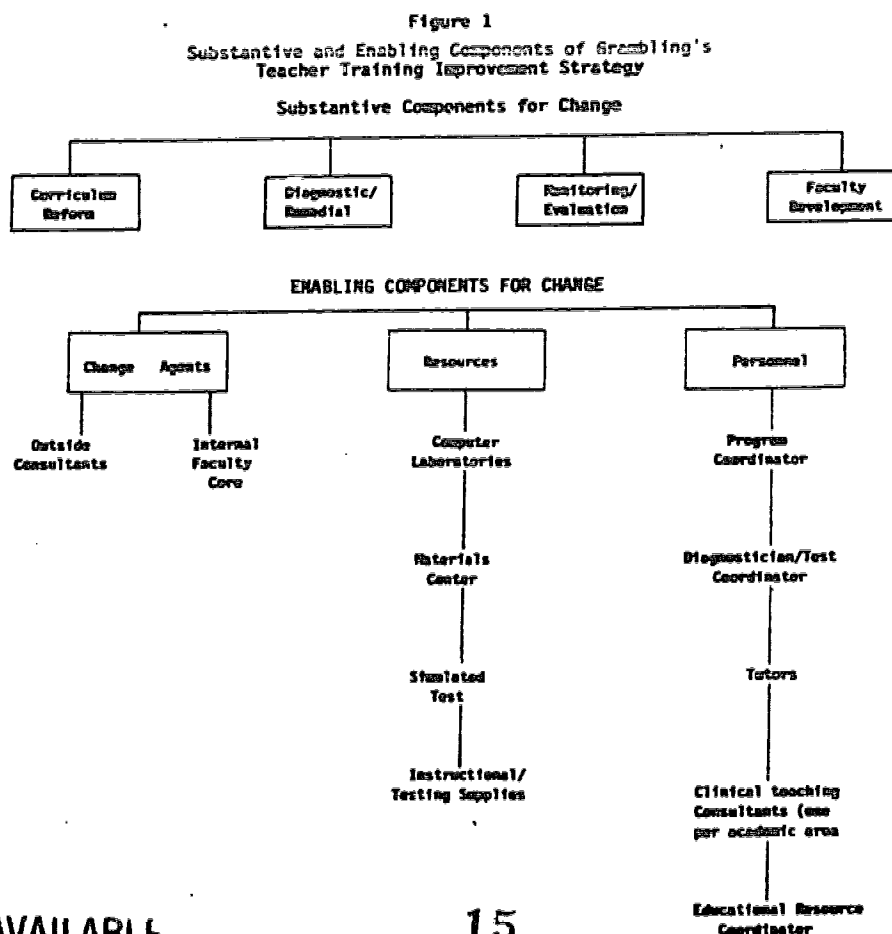 Figure 1
Substantive and Enabling Components of Grambling's
Teacher Training Improvement Strategy
Substantive Components for Change
Curriculum
Reform
Diagnostic/
Remedial
Monitoring/
Evaluation
Faculty
Development
ENABLING COMPONENTS FOR CHANGE
Change Agents
Resources
Personnel
Outside
Consultants
Internal
Faculty
Core
Computer
Laboratories
Program
Coordinator
Materials
Center
Diagnostician/Test
Coordinator
Simulated
Test
Tutors
Instructional/
Testing Supplies
Clinical teaching
Consultants (one
per academic area
Educational Resource
Coordinator
AVAILABLE
15